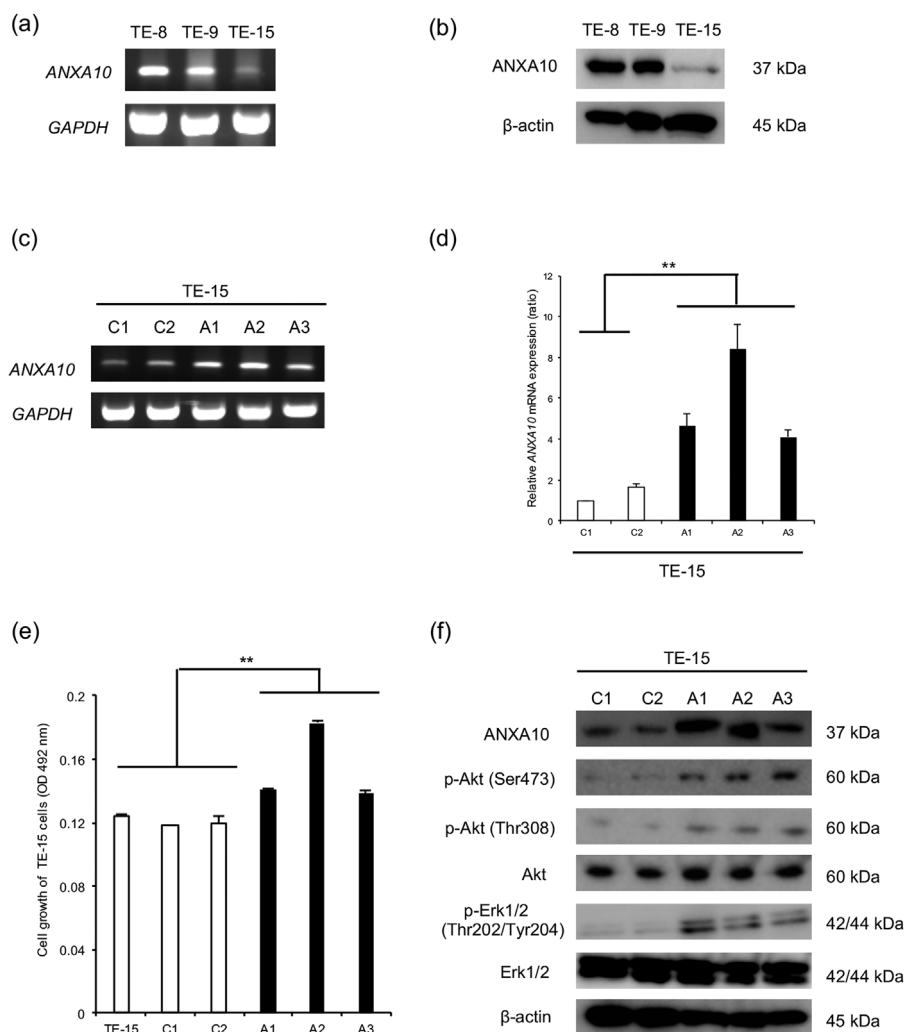 (a)
TE-8 TE-9 TE-15
ANXA10
GAPDH
(b)
TE-8 TE-9 TE-15
ANXA10 37 kDa
β-actin 45 kDa
(c)
TE-15
C1 C2 A1 A2 A3
ANXA10
GAPDH
(d)
**
Relative ANXA10 mRNA expression (ratio)
12
10
8
6
4
2
0
C1 C2 A1 A2 A3
TE-15
(e)
**
Cell growth of TE-15 cells (OD 492 nm)
0.2
0.16
0.12
0.08
0.04
0
TE-15 C1 C2 A1 A2 A3
(f)
TE-15
C1 C2 A1 A2 A3
ANXA10 37 kDa
p-Akt (Ser473) 60 kDa
p-Akt (Thr308) 60 kDa
Akt 60 kDa
p-Erk1/2
(Thr202/Tyr204) 42/44 kDa
Erk1/2 42/44 kDa
β-actin 45 kDa